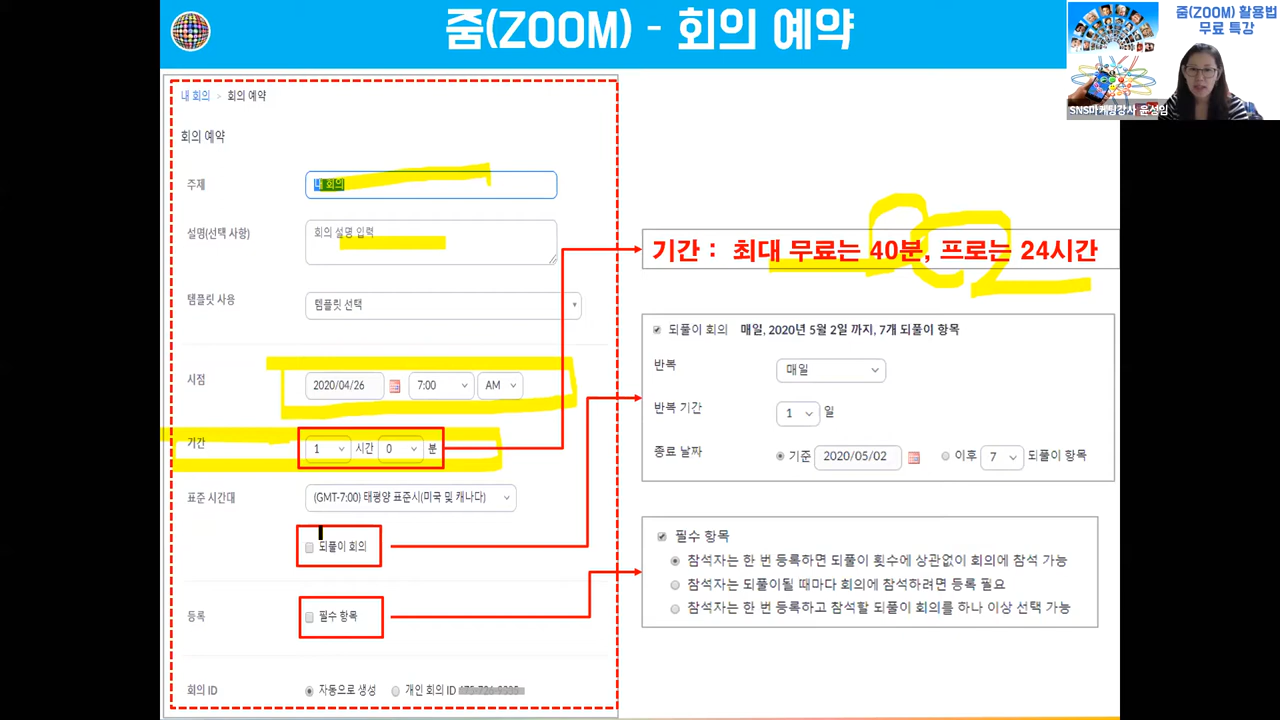 줌(ZOOM) - 회의 예약
줌(ZOOM) 활용법
무료 특강
SNS마케팅강사 윤성임
내 회의 > 회의 예약
회의 예약
주제
내 회의
설명(선택 사항)
회의 설명 입력
템플릿 사용
템플릿 선택
시점
2020/04/26
7:00
AM
기간
1
시간
0
분
표준 시간대
(GMT-7:00) 태평양 표준시(미국 및 캐나다)
되풀이 회의
등록
필수 항목
회의 ID
자동으로 생성
개인 회의 ID
기간 : 최대 무료는 40분, 프로는 24시간
되풀이 회의 매일, 2020년 5월 2일 까지, 7개 되풀이 항목
반복
매일
반복 기간
1
일
종료 날짜
기준
2020/05/02
이후
7
되풀이 항목
필수 항목
참석자는 한 번 등록하면 되풀이 횟수에 상관없이 회의에 참석 가능
참석자는 되풀이될 때마다 회의에 참석하려면 등록 필요
참석자는 한 번 등록하고 참석할 되풀이 회의를 하나 이상 선택 가능